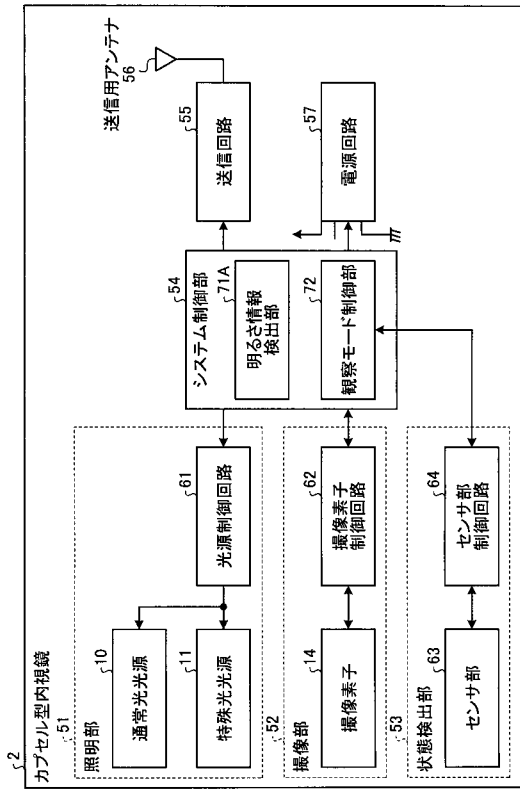 2
カプセル型内視鏡
51
照明部
10
通常光光源
11
特殊光光源
61
光源制御回路
52
撮像部
14
撮像素子
62
撮像素子
制御回路
53
状態検出部
63
センサ部
64
センサ部
制御回路
54
システム制御部
71A
明るさ情報
検出部
72
観察モード制御部
55
送信回路
送信用アンテナ
56
57
電源回路